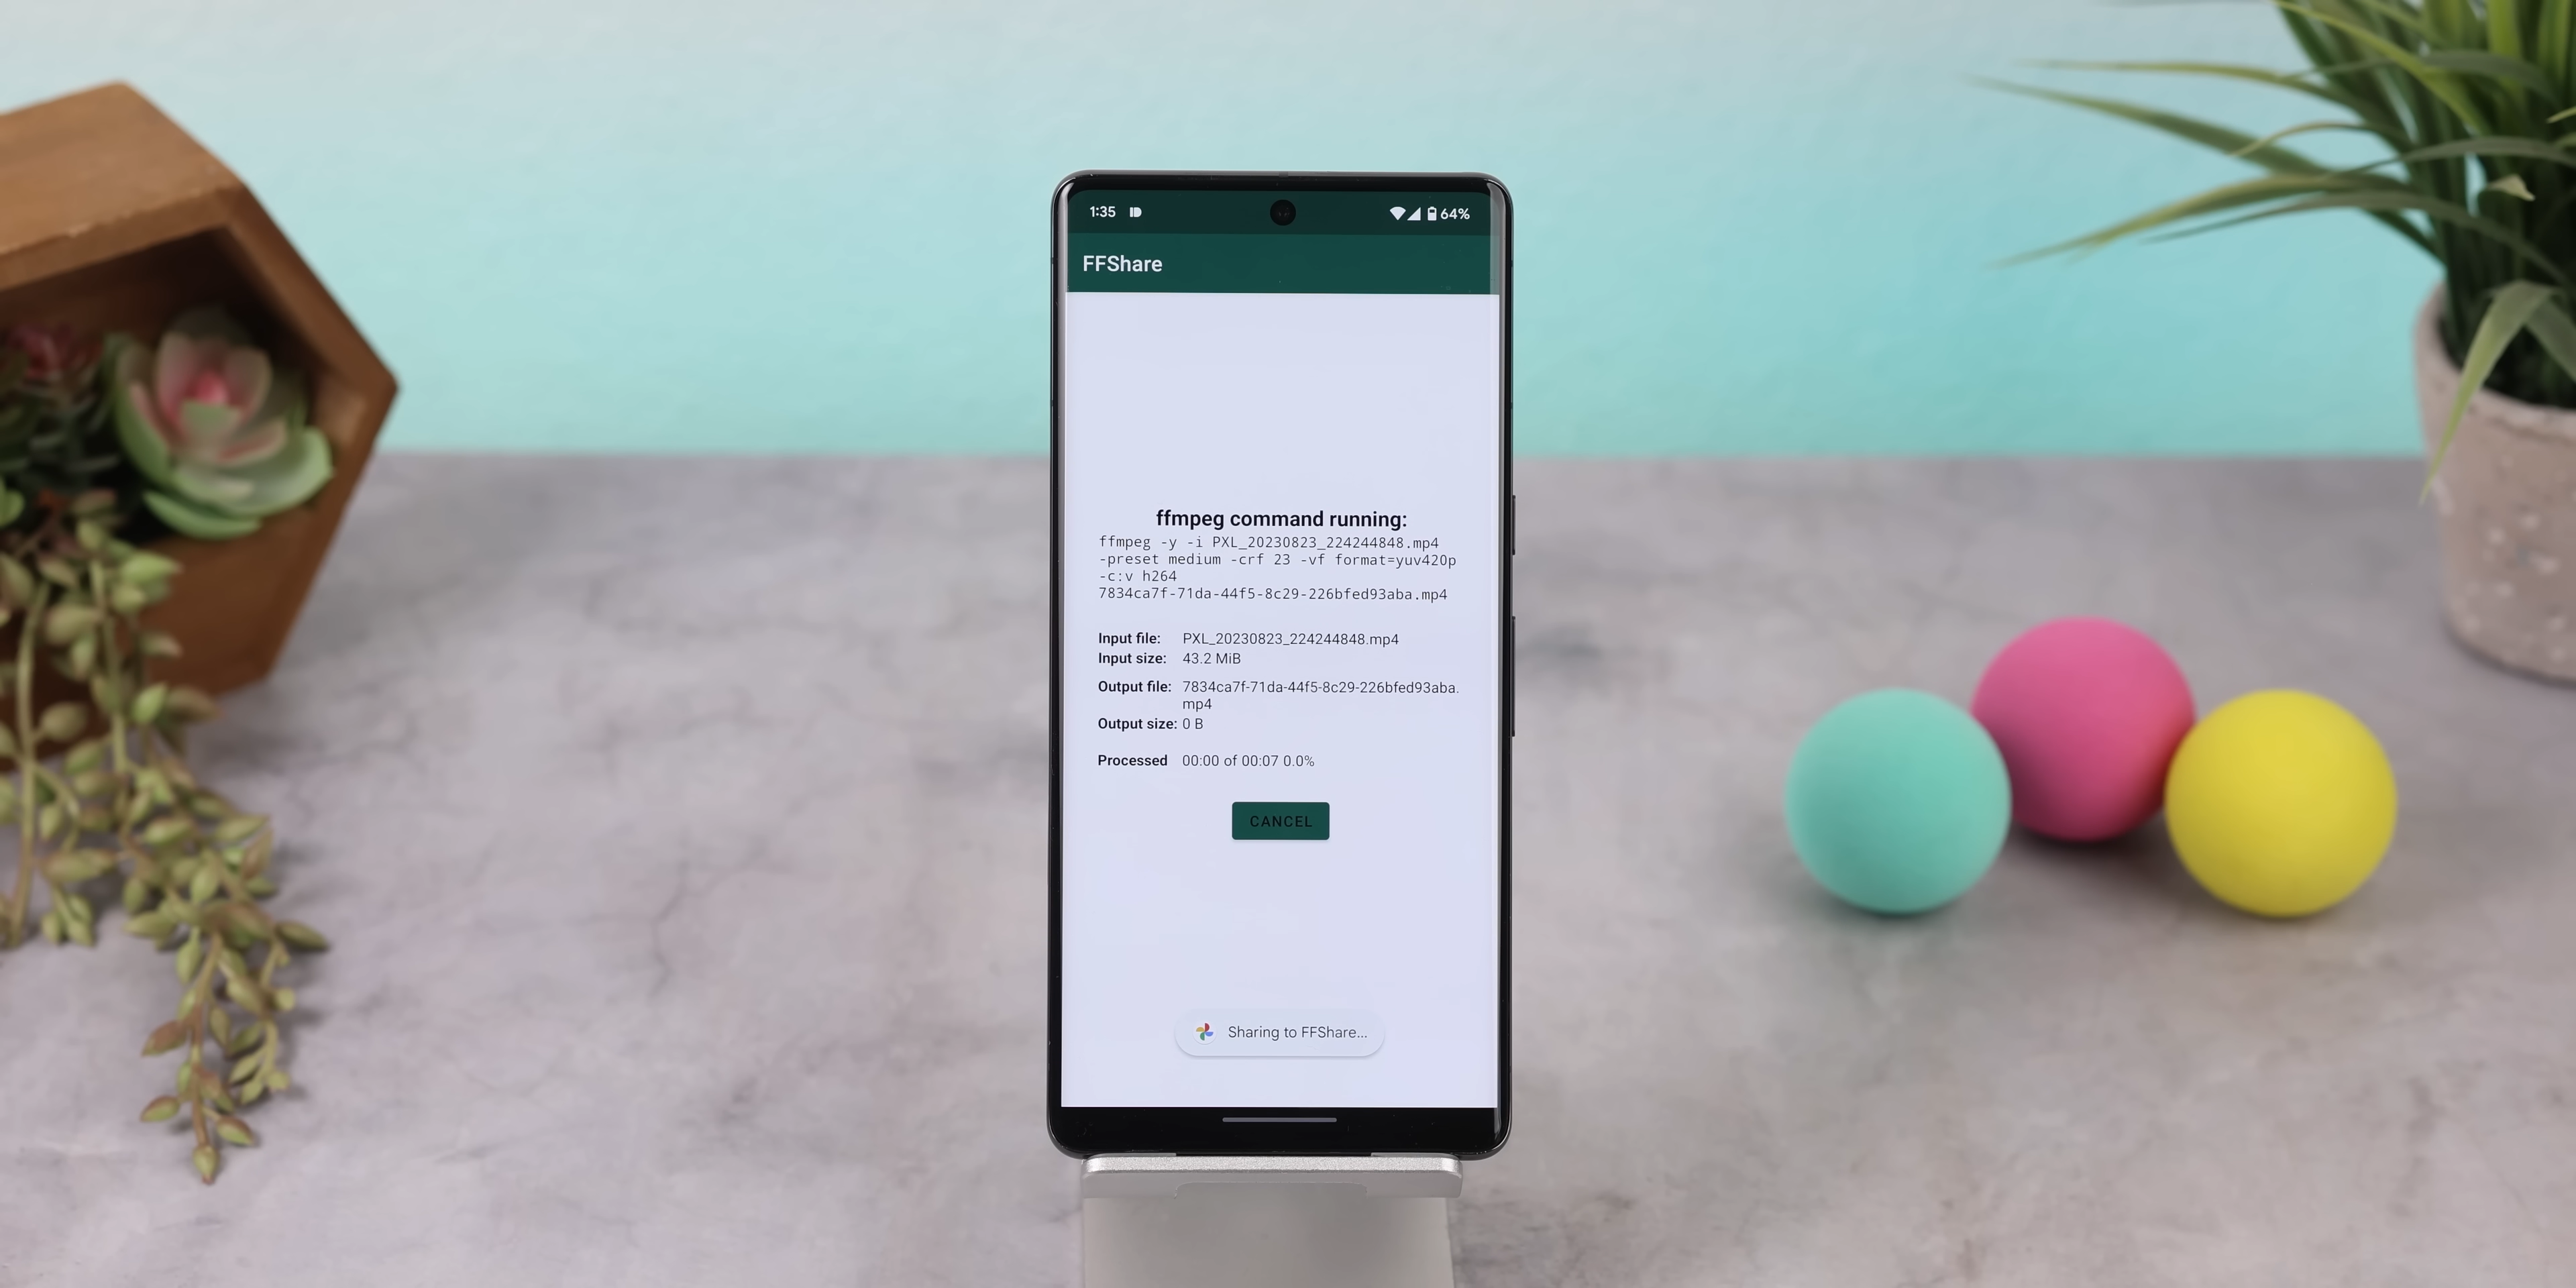 1:35 64%
FFShare
ffmpeg command running:
ffmpeg -y -i PXL_20230823_224244848.mp4
-preset medium -crf 23 -vf format=yuv420p
-c:v h264
7834ca7f-71da-44f5-8c29-226bfed93aba.mp4
Input file: PXL_20230823_224244848.mp4
Input size: 43.2 MiB
Output file: 7834ca7f-71da-44f5-8c29-226bfed93aba.
mp4
Output size: 0 B
Processed 00:00 of 00:07 0.0%
CANCEL
Sharing to FFShare...